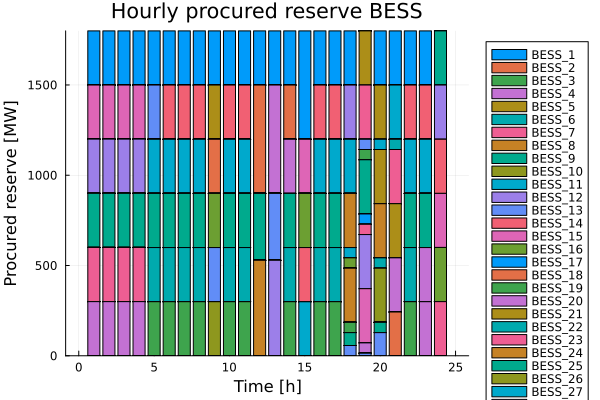 Hourly procured reserve BESS
Procured reserve [MW]
1500
1000
500
0
0 5 10 15 20 25
Time [h]
BESS_1
BESS_2
BESS_3
BESS_4
BESS_5
BESS_6
BESS_7
BESS_8
BESS_9
BESS_10
BESS_11
BESS_12
BESS_13
BESS_14
BESS_15
BESS_16
BESS_17
BESS_18
BESS_19
BESS_20
BESS_21
BESS_22
BESS_23
BESS_24
BESS_25
BESS_26
BESS_27